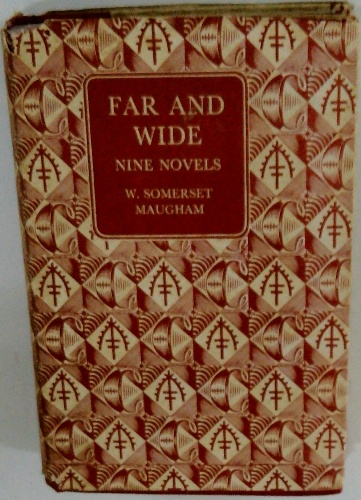 FAR AND
WIDE
NINE NOVELS
W. SOMERSET
MAUGHAM